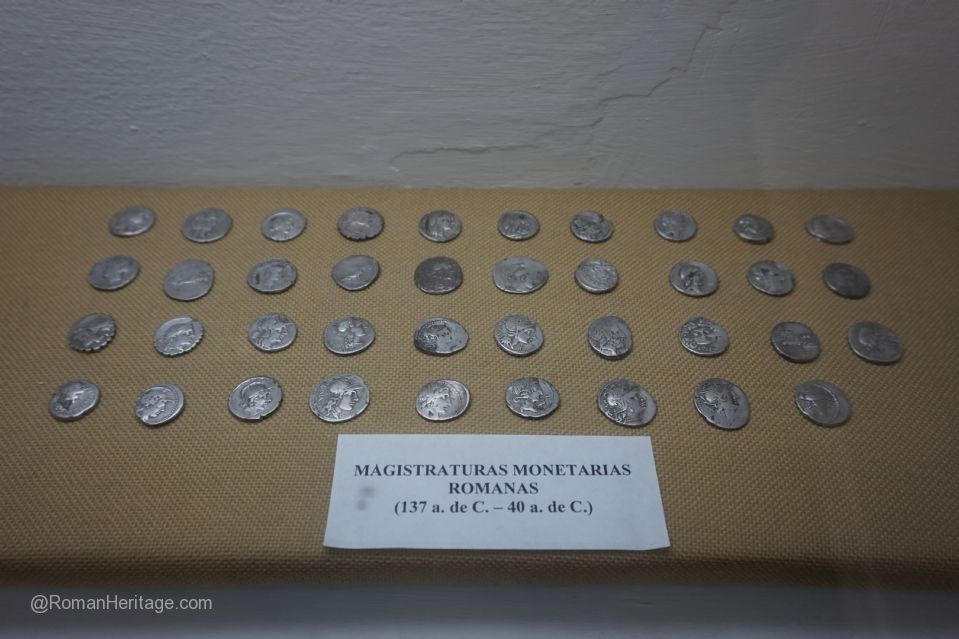 MAGISTRATURAS MONETARIAS
ROMANAS
(137 a. de C. – 40 a. de C.)
@RomanHeritage.com